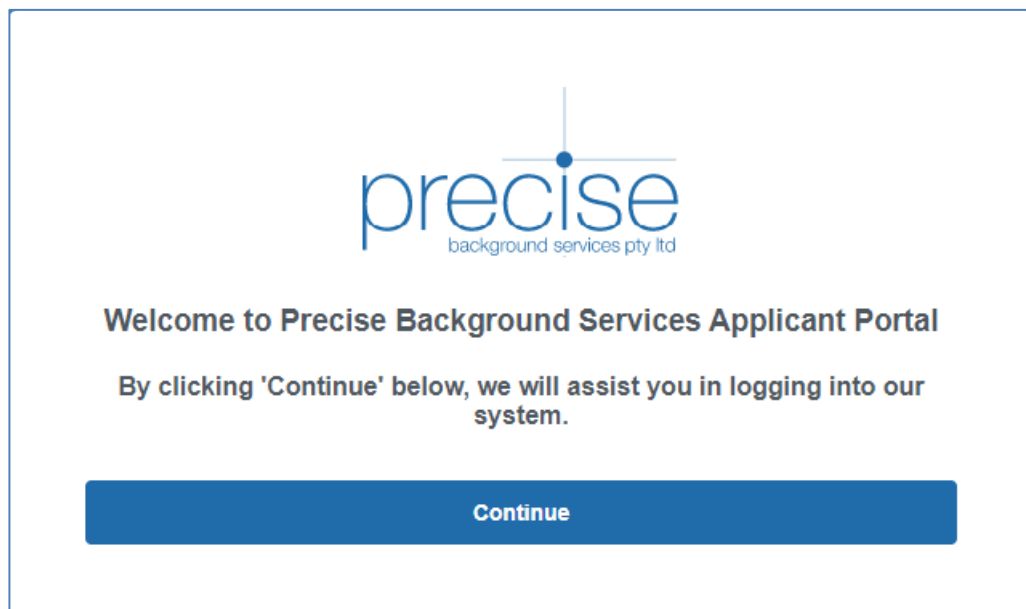 precise
background services pty ltd
Welcome to Precise Background Services Applicant Portal
By clicking 'Continue' below, we will assist you in logging into our
system.
Continue